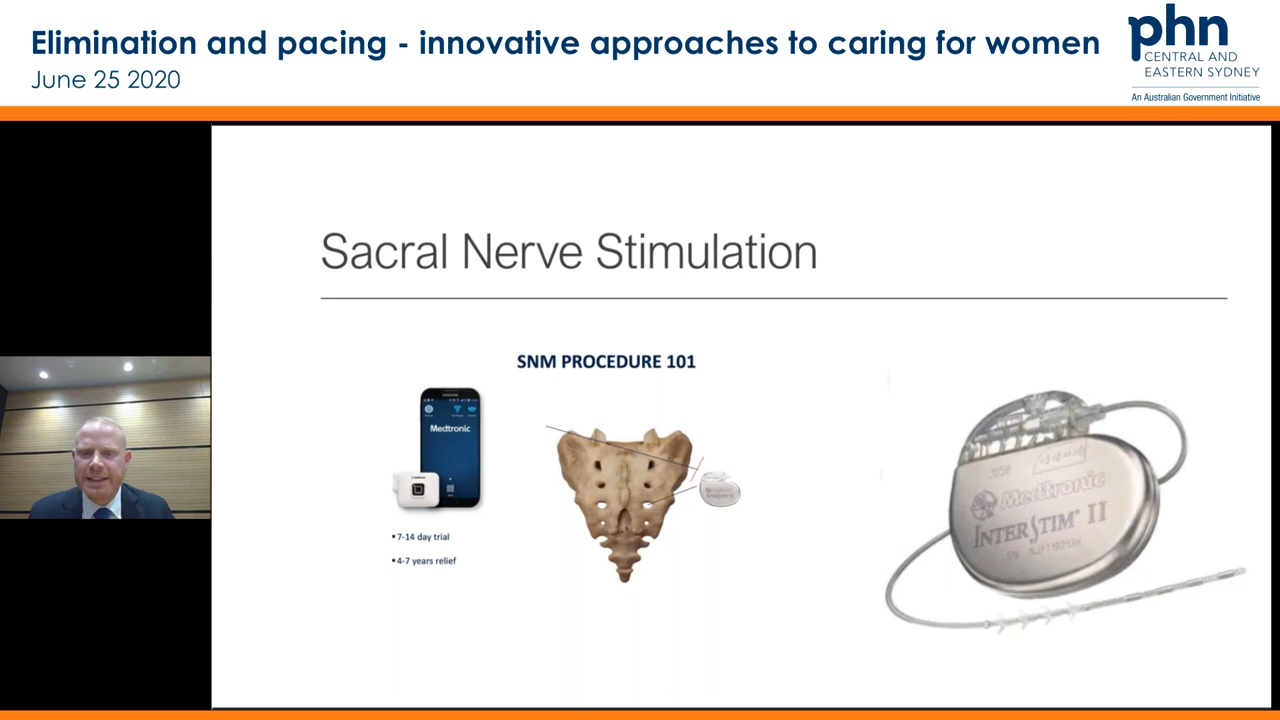 Elimination and pacing - innovative approaches to caring for women
June 25 2020
phn
CENTRAL AND
EASTERN SYDNEY
An Australian Government Initiative
Sacral Nerve Stimulation
SNM PROCEDURE 101
SAMSUNG
Medtronic
▪7-14 day trial
▪4-7 years relief
3058
Medtronic
INTERSTIM® II